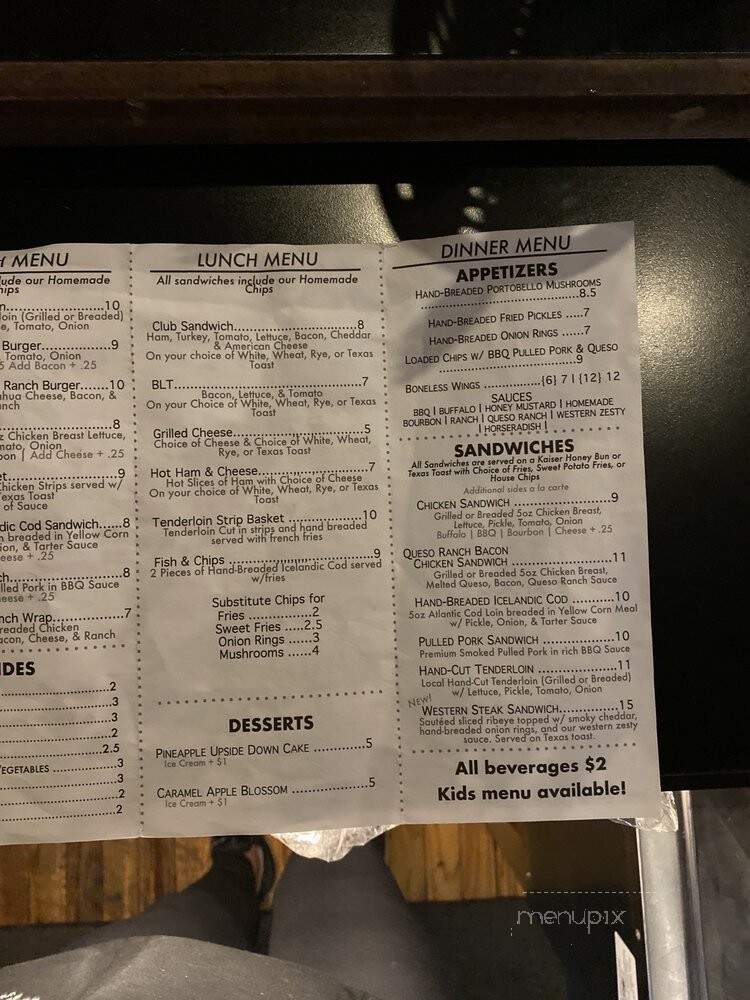 MENU
ude our Homemade
hips
10
loin (Grilled or Breaded)
e, Tomato, Onion
Burger..............9
Tomato, Onion
5 Add Bacon + .25
Ranch Burger......10
Cheese, Bacon, &
nch
8
z Chicken Breast Lettuce,
mato, Onion
on | Add Cheese + .25
et......................9
Chicken Strips served w/
Texas Toast
of Sauce
dic Cod Sandwich..8
n breaded in Yellow Corn
ion, & Tarter Sauce
eese + .25
ch......................8
lled Pork in BBQ Sauce
eese + .25
nch Wrap............7
readed Chicken
acon, Cheese, & Ranch
IDES
2
3
3
2
2.5
VEGETABLES ............3
3
2
2
LUNCH MENU
All sandwiches include our Homemade
Chips
Club Sandwich.......................8
Ham, Turkey, Tomato, Lettuce, Bacon, Cheddar
& American Cheese
On your choice of White, Wheat, Rye, or Texas
Toast
BLT.......................................7
Bacon, Lettuce, & Tomato
On your Choice of White, Wheat, Rye, or Texas
Toast
Grilled Cheese.......................5
Choice of Cheese & Choice of White, Wheat,
Rye, or Texas Toast
Hot Ham & Cheese...................7
Hot Slices of Ham with Choice of Cheese
On your choice of White, Wheat, Rye, or Texas
Toast
Tenderloin Strip Basket .............10
Tenderloin Cut in strips and hand breaded
served with french fries
Fish & Chips ............................9
2 Pieces of Hand-Breaded Icelandic Cod served
w/fries
Substitute Chips for
Fries .............2
Sweet Fries .....2.5
Onion Rings .....3
Mushrooms .....4
DESSERTS
PINEAPPLE UPSIDE DOWN CAKE ............5
Ice Cream + $1
CARAMEL APPLE BLOSSOM ..................5
Ice Cream + $1
DINNER MENU
APPETIZERS
HAND-BREADED PORTOBELLO MUSHROOMS
..............................8.5
HAND-BREADED FRIED PICKLES .....7
HAND-BREADED ONION RINGS ......7
LOADED CHIPS W/ BBQ PULLED PORK & QUESO
..............................9
BONELESS WINGS ..............{6} 7 | {12} 12
SAUCES
BBQ | BUFFALO | HONEY MUSTARD | HOMEMADE
BOURBON | RANCH | QUESO RANCH | WESTERN ZESTY
| HORSERADISH |
SANDWICHES
All Sandwiches are served on a Kaiser Honey Bun or
Texas Toast with Choice of Fries, Sweet Potato Fries, or
House Chips
Additional sides a la carte
CHICKEN SANDWICH ..........................9
Grilled or Breaded 5oz Chicken Breast,
Lettuce, Pickle, Tomato, Onion
Buffalo | BBQ | Bourbon | Cheese + .25
QUESO RANCH BACON
CHICKEN SANDWICH ........................11
Grilled or Breaded 5oz Chicken Breast,
Melted Queso, Bacon, Queso Ranch Sauce
HAND-BREADED ICELANDIC COD ..........10
5oz Atlantic Cod Loin breaded in Yellow Corn Meal
w/ Pickle, Onion, & Tarter Sauce
PULLED PORK SANDWICH ..................10
Premium Smoked Pulled Pork in rich BBQ Sauce
HAND-CUT TENDERLOIN ....................11
Local Hand-Cut Tenderloin (Grilled or Breaded)
w/ Lettuce, Pickle, Tomato, Onion
NEW!
WESTERN STEAK SANDWICH...............15
Sautéed sliced ribeye topped w/ smoky cheddar,
hand-breaded onion rings, and our western zesty
sauce. Served on Texas toast.
All beverages $2
Kids menu available!
menupix